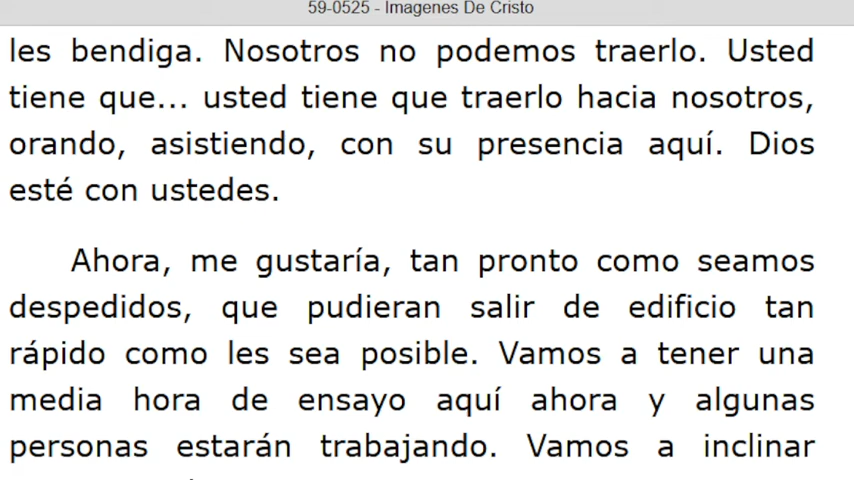 59-0525 - Imagenes De Cristo
les bendiga. Nosotros no podemos traerlo. Usted
tiene que... usted tiene que traerlo hacia nosotros,
orando, asistiendo, con su presencia aquí. Dios
esté con ustedes.
Ahora, me gustaría, tan pronto como seamos
despedidos, que pudieran salir de edificio tan
rápido como les sea posible. Vamos a tener una
media hora de ensayo aquí ahora y algunas
personas estarán trabajando. Vamos a inclinar